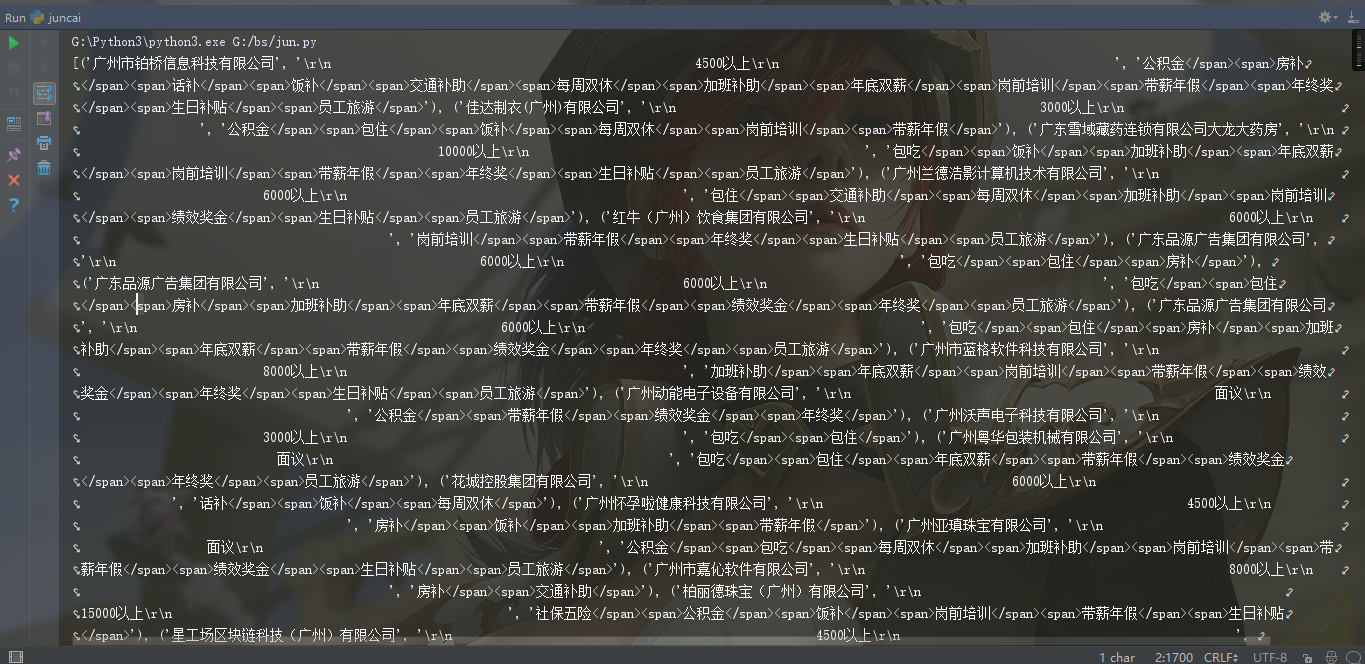 Run juncai
G:\Python3\python3.exe G:/bs/jun.py
[('广州市铂桥信息科技有限公司', '\r\n 4500以上\r\n ', '公积金</span><span>房补
</span><span>话补</span><span>饭补</span><span>交通补助</span><span>每周双休</span><span>加班补助</span><span>年底双薪</span><span>岗前培训</span><span>带薪年假</span><span>年终奖
</span><span>生日补贴</span><span>员工旅游</span>'), ('佳达制衣(广州)有限公司', '\r\n 3000以上\r\n
', '公积金</span><span>包住</span><span>饭补</span><span>每周双休</span><span>岗前培训</span><span>带薪年假</span>'), ('广东雪域藏药连锁有限公司大龙大药房', '\r\n
10000以上\r\n ', '包吃</span><span>饭补</span><span>加班补助</span><span>年底双薪
</span><span>岗前培训</span><span>带薪年假</span><span>年终奖</span><span>生日补贴</span><span>员工旅游</span>'), ('广州兰德浩影计算机技术有限公司', '\r\n
6000以上\r\n ', '包住</span><span>交通补助</span><span>每周双休</span><span>加班补助</span><span>岗前培训
</span><span>绩效奖金</span><span>生日补贴</span><span>员工旅游</span>'), ('红牛（广州）饮食集团有限公司', '\r\n 6000以上\r\n
', '岗前培训</span><span>带薪年假</span><span>年终奖</span><span>生日补贴</span><span>员工旅游</span>'), ('广东品源广告集团有限公司',
'\r\n 6000以上\r\n ', '包吃</span><span>包住</span><span>房补</span>'),
('广东品源广告集团有限公司', '\r\n 6000以上\r\n ', '包吃</span><span>包住
</span><span>房补</span><span>加班补助</span><span>年底双薪</span><span>带薪年假</span><span>绩效奖金</span><span>年终奖</span><span>员工旅游</span>'), ('广东品源广告集团有限公司
', '\r\n 6000以上\r\n ', '包吃</span><span>包住</span><span>房补</span><span>加班
补助</span><span>年底双薪</span><span>带薪年假</span><span>绩效奖金</span><span>年终奖</span><span>员工旅游</span>'), ('广州市蓝格软件科技有限公司', '\r\n
8000以上\r\n ', '加班补助</span><span>年底双薪</span><span>岗前培训</span><span>带薪年假</span><span>绩效
奖金</span><span>年终奖</span><span>生日补贴</span><span>员工旅游</span>'), ('广州动能电子设备有限公司', '\r\n 面议\r\n
', '公积金</span><span>带薪年假</span><span>绩效奖金</span><span>年终奖</span>'), ('广州沃声电子科技有限公司', '\r\n
3000以上\r\n ', '包吃</span><span>包住</span>'), ('广州粤华包装机械有限公司', '\r\n
面议\r\n ', '包吃</span><span>包住</span><span>年底双薪</span><span>带薪年假</span><span>绩效奖金
</span><span>年终奖</span><span>员工旅游</span>'), ('花城控股集团有限公司', '\r\n 6000以上\r\n
', '话补</span><span>饭补</span><span>每周双休</span>'), ('广州怀孕啦健康科技有限公司', '\r\n 4500以上\r\n
', '房补</span><span>饭补</span><span>加班补助</span><span>带薪年假</span>'), ('广州亚瑱珠宝有限公司', '\r\n
面议\r\n ', '公积金</span><span>包吃</span><span>每周双休</span><span>加班补助</span><span>岗前培训</span><span>带
薪年假</span><span>绩效奖金</span><span>生日补贴</span><span>员工旅游</span>'), ('广州市嘉仦软件有限公司', '\r\n 8000以上\r\n
', '房补</span><span>交通补助</span>'), ('柏丽德珠宝（广州）有限公司', '\r\n
15000以上\r\n ', '社保五险</span><span>公积金</span><span>饭补</span><span>岗前培训</span><span>带薪年假</span><span>生日补贴
</span>'), ('星工场区块链科技（广州）有限公司', '\r\n 4500以上\r\n ',
1 char 2:1700 CRLF UTF-8